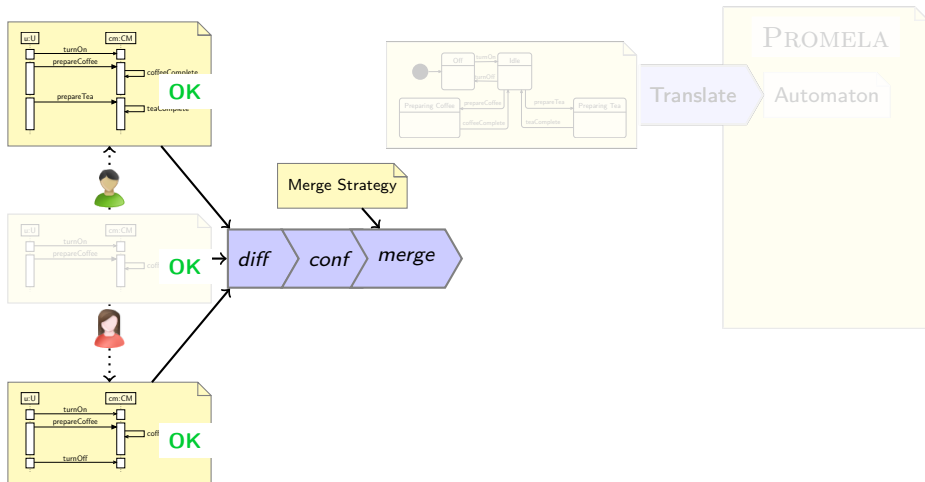 u:U
cm:CM
turnOn
prepareCoffee
coffeeComplete
OK
prepareTea
teaComplete
u:U
cm:CM
turnOn
prepareCoffee
OK
u:U
cm:CM
turnOn
prepareCoffee
OK
turnOff
Merge Strategy
diff
conf
merge
Off
turnOn
Idle
turnOff
Preparing Coffee
prepareCoffee
prepareTea
Preparing Tea
coffeeComplete
teaComplete
Translate
PROMELA
Automaton